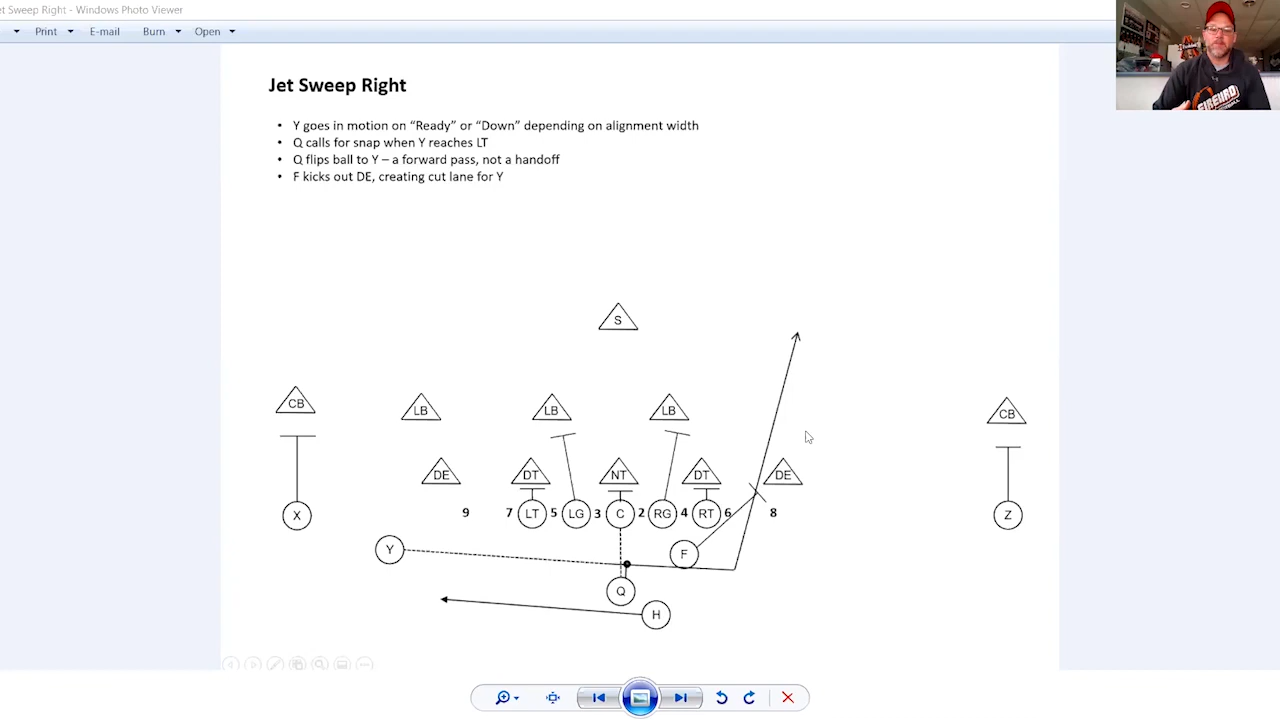 et Sweep Right - Windows Photo Viewer
Print E-mail Burn Open
Jet Sweep Right
• Y goes in motion on “Ready” or “Down” depending on alignment width
• Q calls for snap when Y reaches LT
• Q flips ball to Y – a forward pass, not a handoff
• F kicks out DE, creating cut lane for Y
S
CB LB LB LB CB
DE DT NT DT DE
X 9 7 LT 5 LG 3 C 2 RG 4 RT 6 8 Z
Y F
Q
H